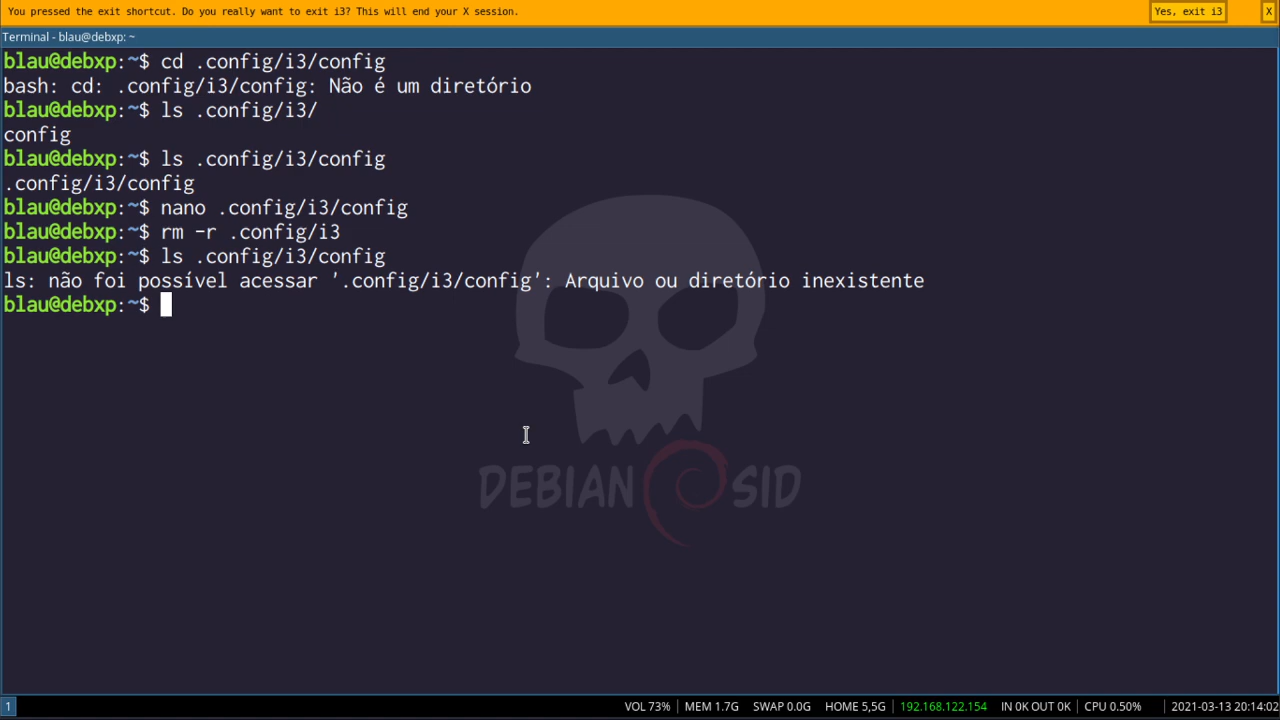 You pressed the exit shortcut. Do you really want to exit i3? This will end your X session. Yes, exit i3 X
Terminal - blau@debxp: ~
blau@debxp:~$ cd .config/i3/config
bash: cd: .config/i3/config: Não é um diretório
blau@debxp:~$ ls .config/i3/
config
blau@debxp:~$ ls .config/i3/config
.config/i3/config
blau@debxp:~$ nano .config/i3/config
blau@debxp:~$ rm -r .config/i3
blau@debxp:~$ ls .config/i3/config
ls: não foi possível acessar '.config/i3/config': Arquivo ou diretório inexistente
blau@debxp:~$
DEBIAN SID
1 VOL 73% MEM 1.7G SWAP 0.0G HOME 5,5G 192.168.122.154 IN 0K OUT 0K CPU 0.50% 2021-03-13 20:14:02